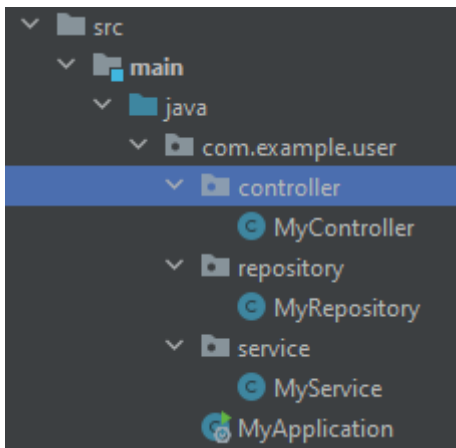 src
main
java
com.example.user
controller
MyController
repository
MyRepository
service
MyService
MyApplication